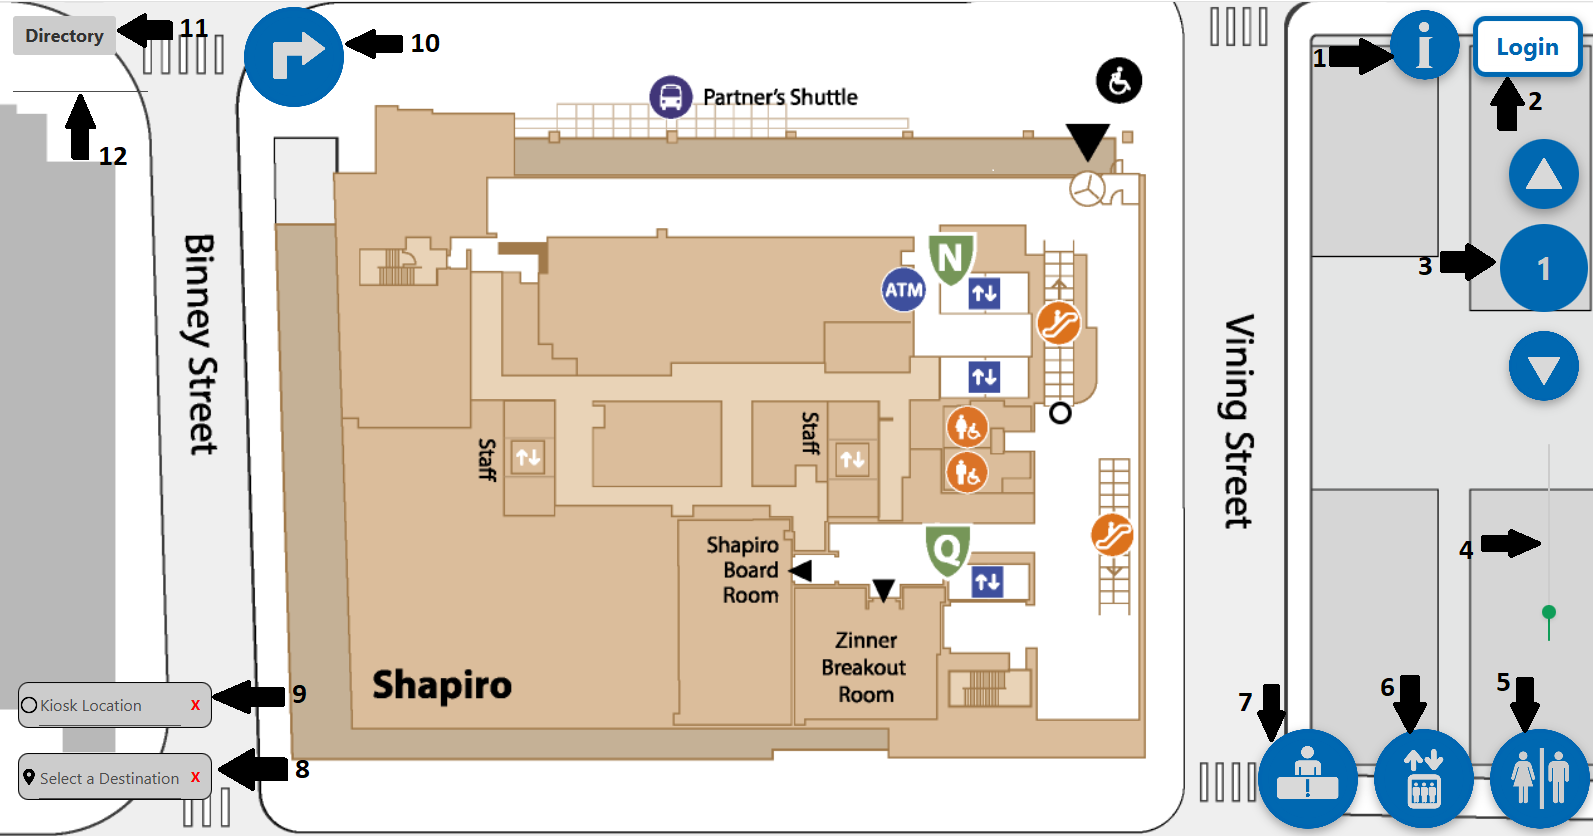 Directory
11
10
12
1
Login
2
Partner's Shuttle
Binney Street
N
ATM
3
1
Vining Street
Staff
Staff
4
Q
Shapiro
Board
Room
Zinner
Breakout
Room
Shapiro
Kiosk Location X
9
Select a Destination X
8
7
6
5